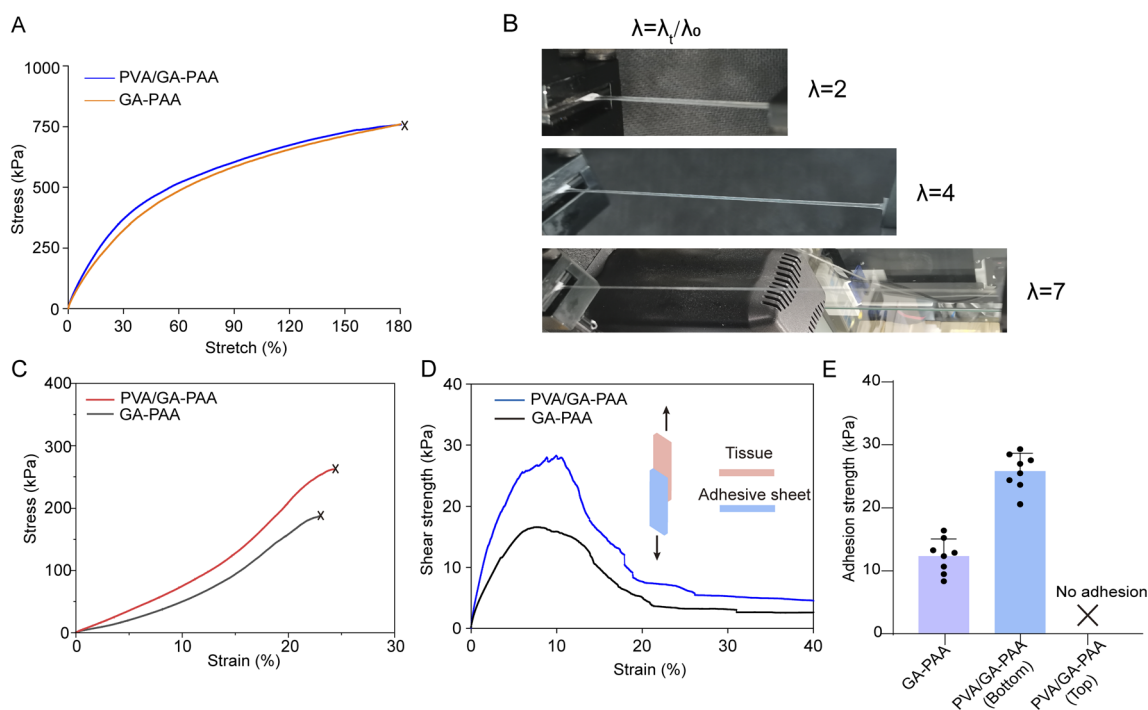 A
1000
750
500
250
0
Stress (kPa)
PVA/GA-PAA
GA-PAA
X
0 30 60 90 120 150 180
Stretch (%)
B
λ=λt/λ0
λ=2
λ=4
λ=7
C
400
300
200
100
0
Stress (kPa)
PVA/GA-PAA
GA-PAA
X
X
0 10 20 30
Strain (%)
D
40
30
20
10
0
Shear strength (kPa)
PVA/GA-PAA
GA-PAA
Tissue
Adhesive sheet
0 10 20 30 40
Strain (%)
E
40
30
20
10
0
Adhesion strength (kPa)
No adhesion
GA-PAA
PVA/GA-PAA
(Bottom)
PVA/GA-PAA
(Top)